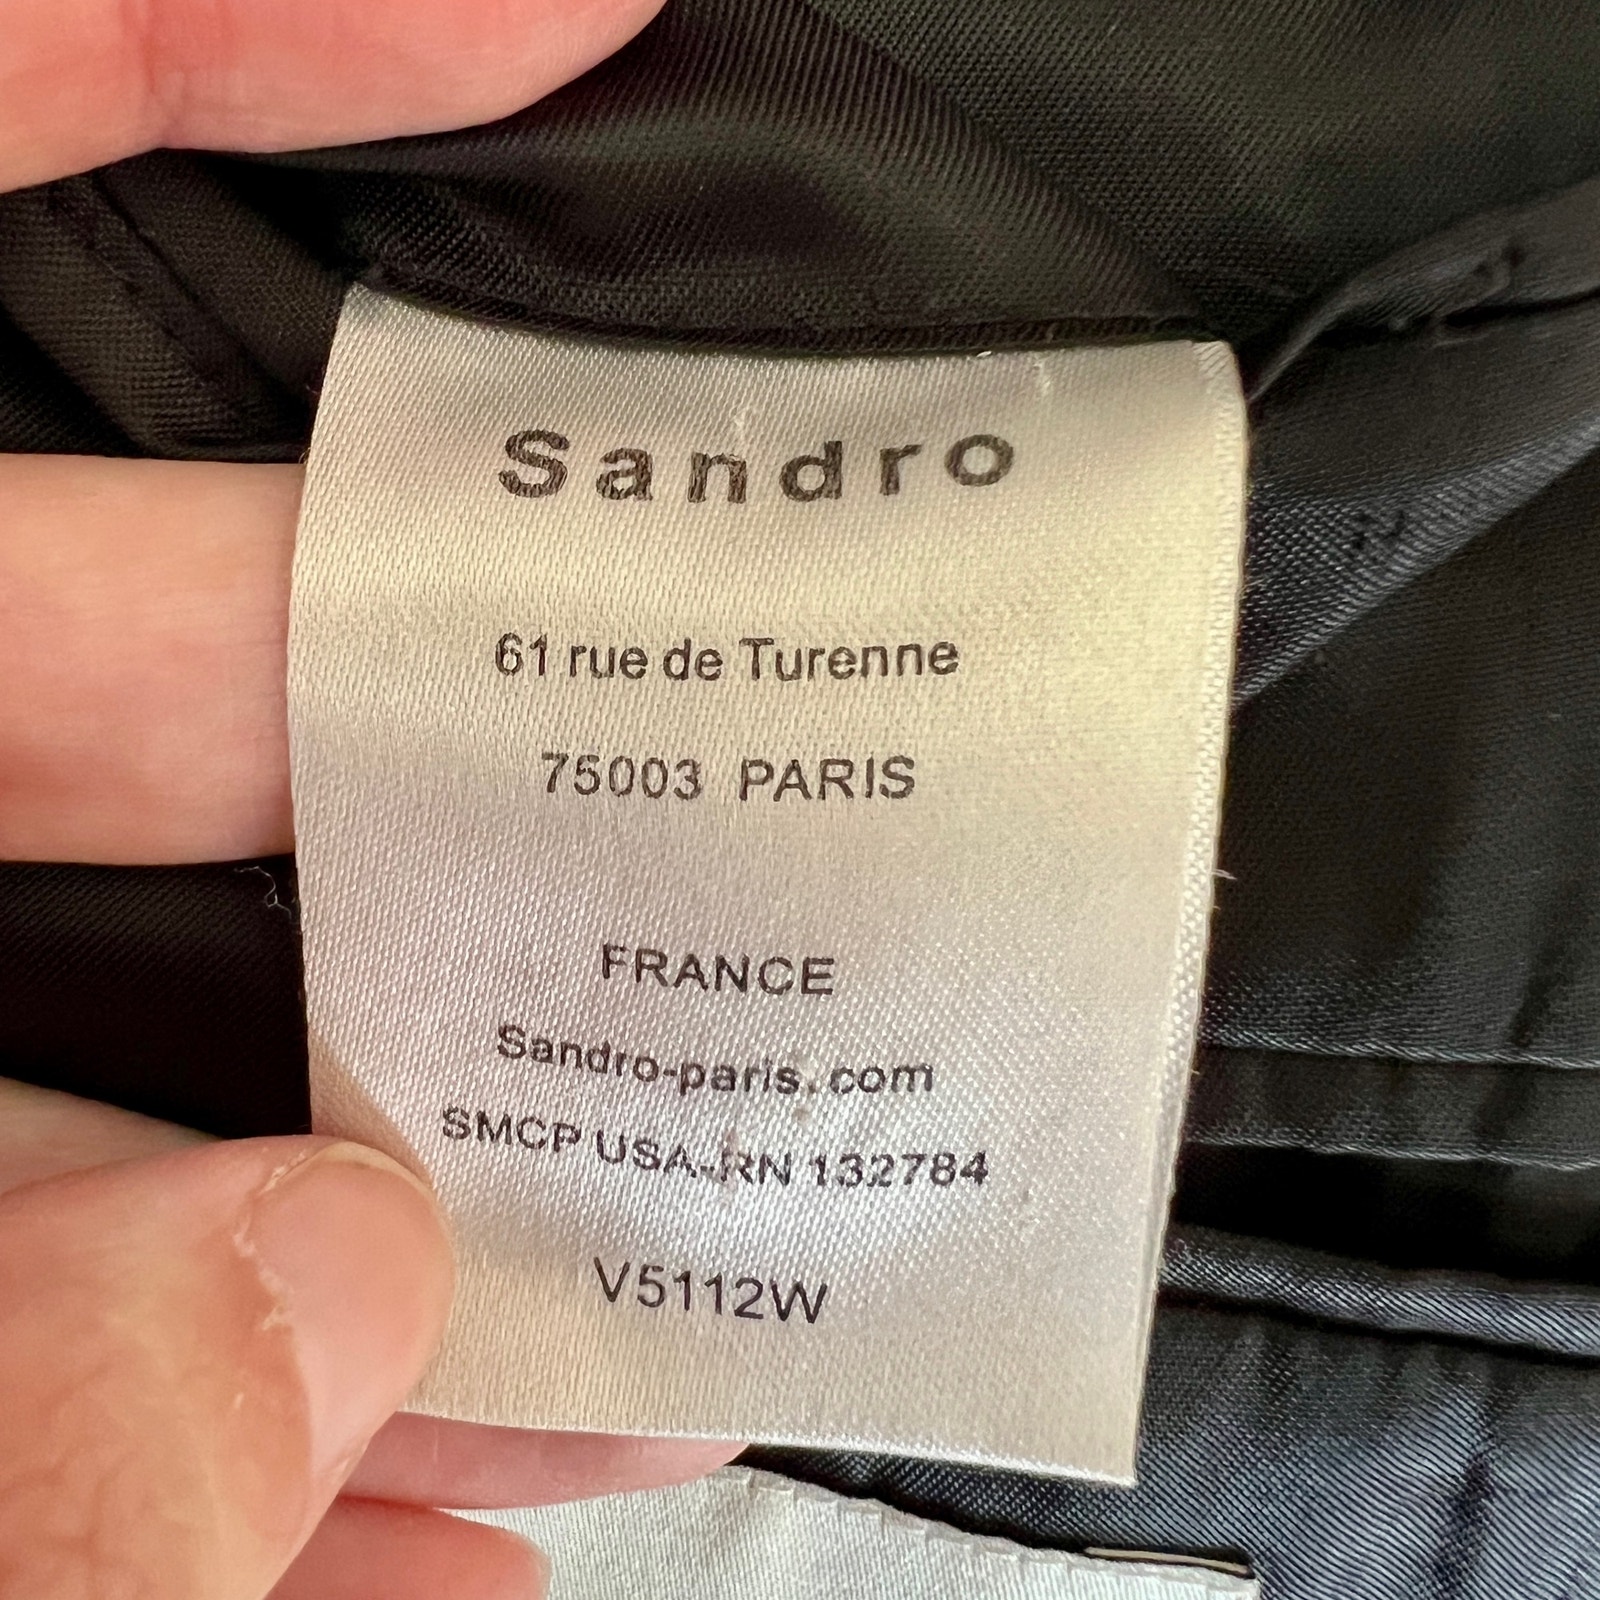 Sandro
61 rue de Turenne
75003 PARIS
FRANCE
Sandro-paris.com
SMCP USA-RN 132784
V5112W